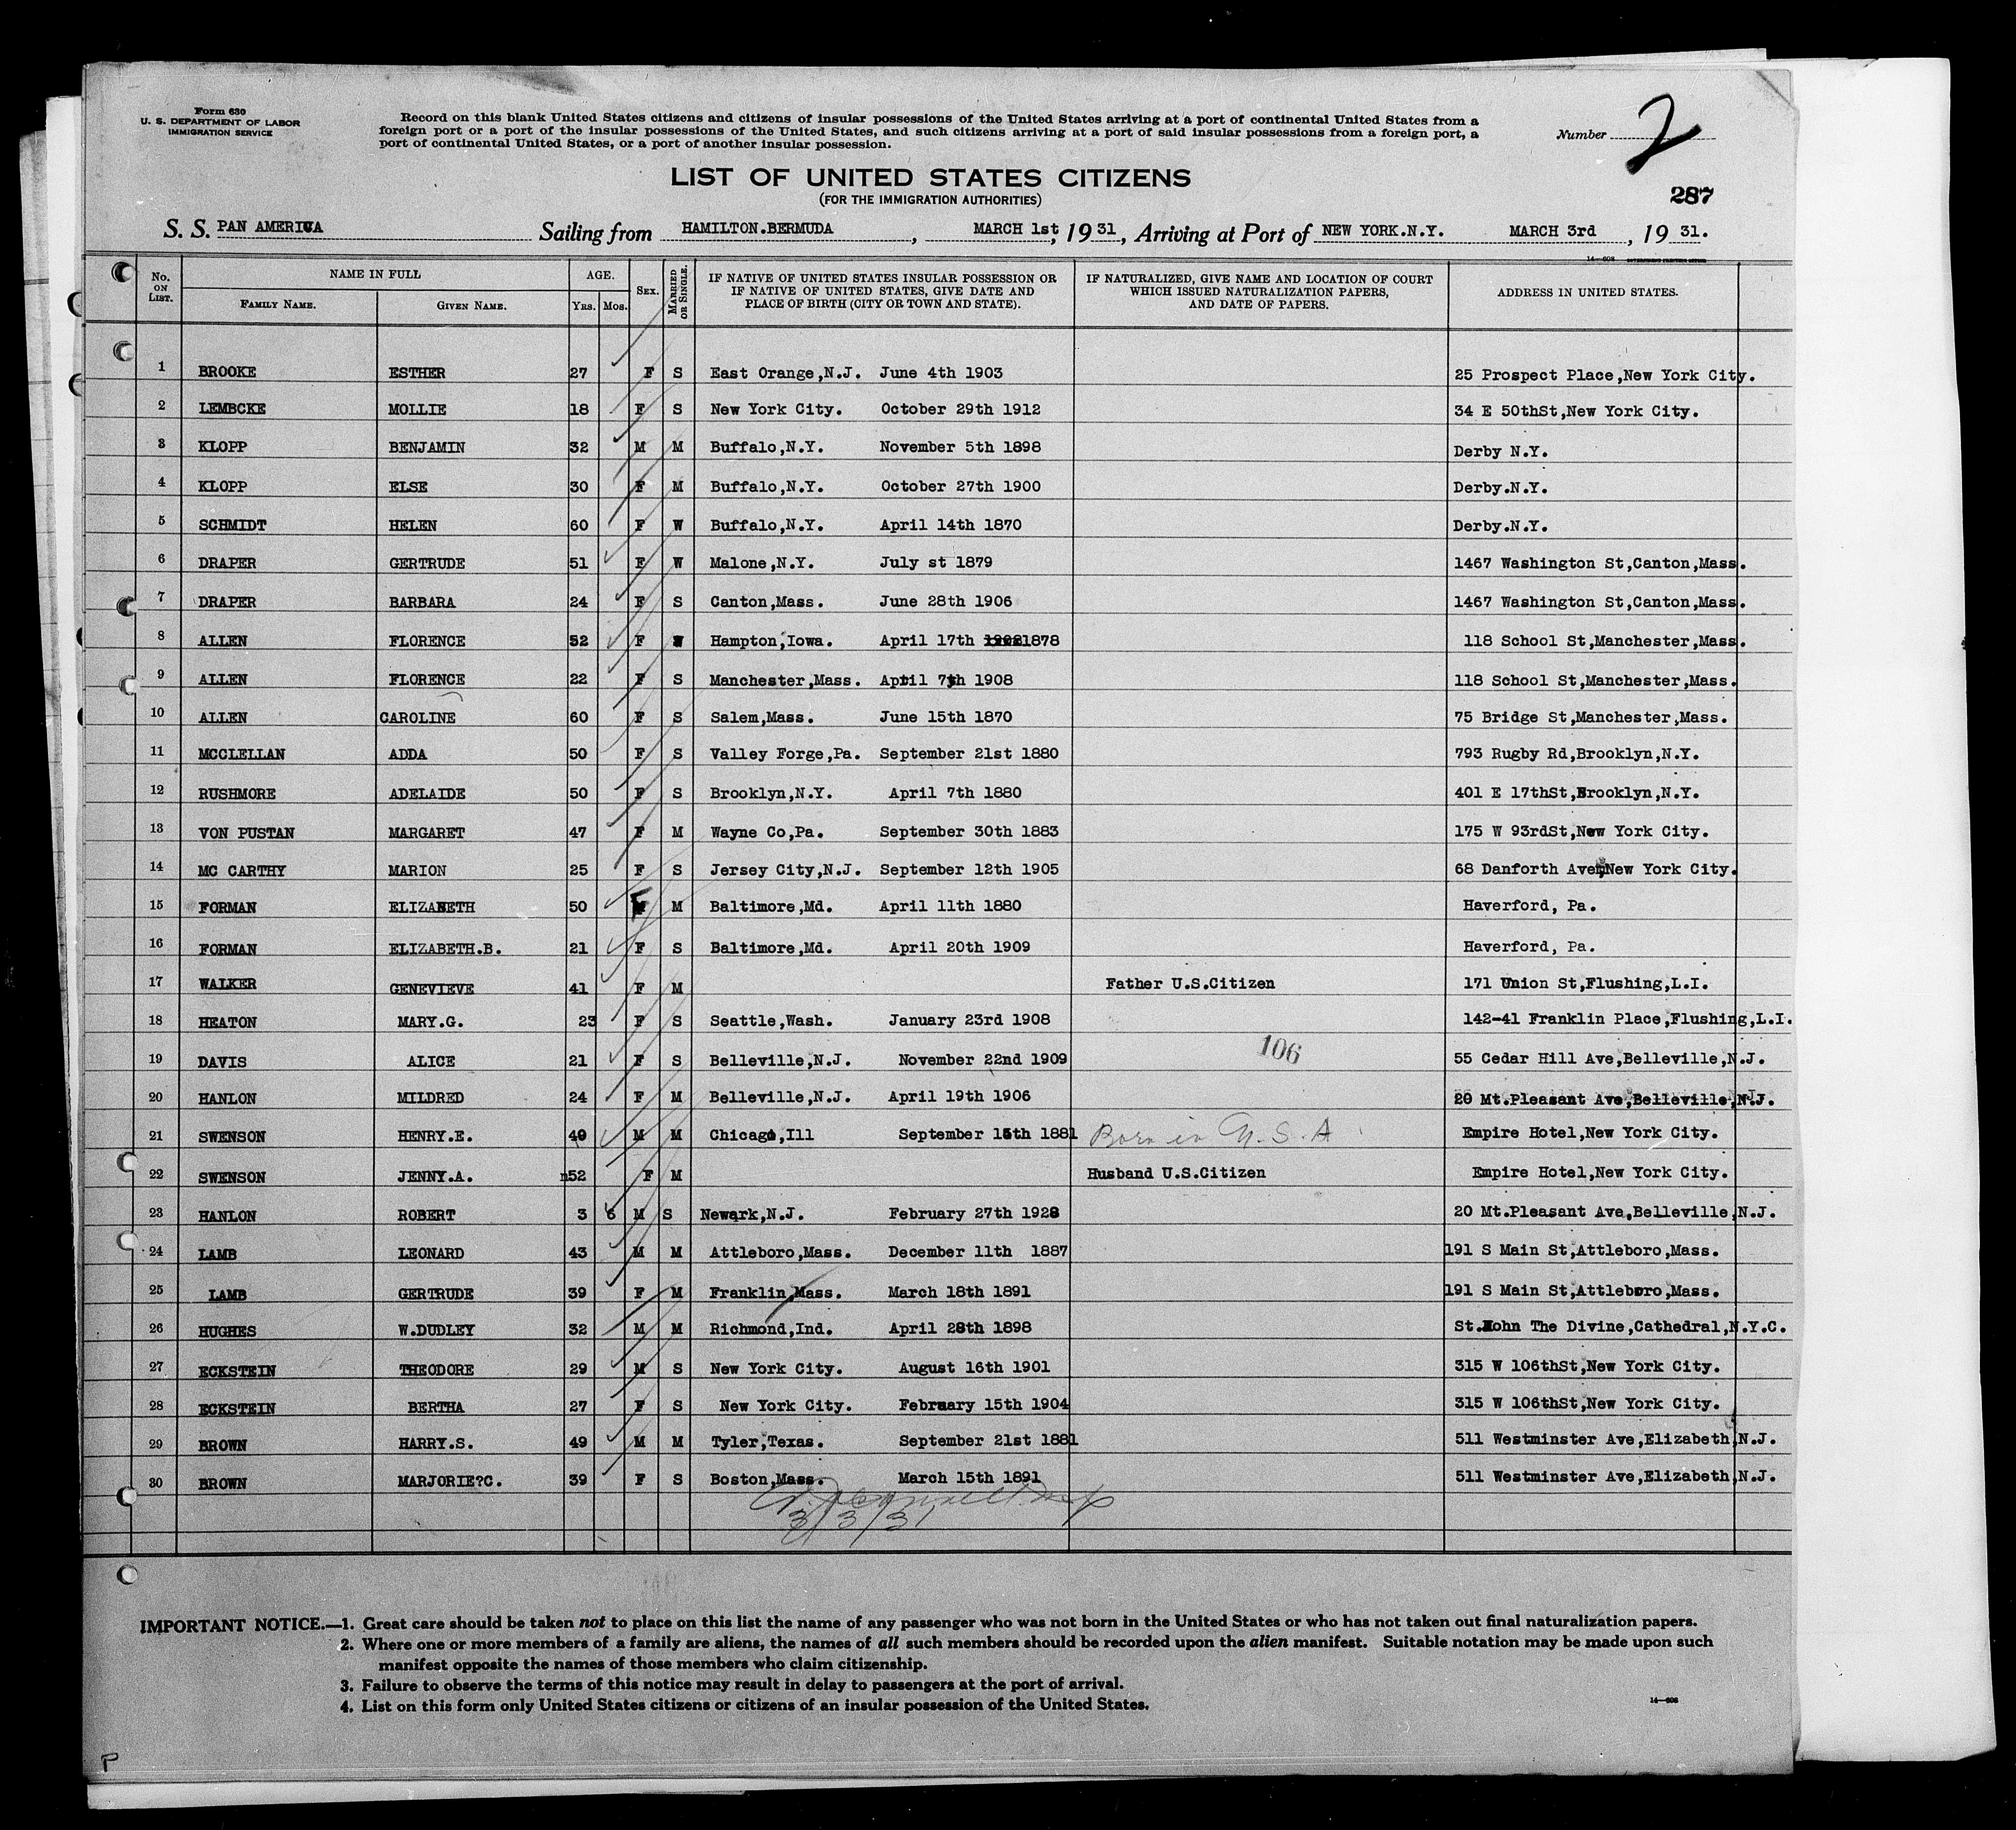 Form 630
U. S. DEPARTMENT OF LABOR
IMMIGRATION SERVICE
Record on this blank United States citizens and citizens of insular possessions of the United States arriving at a port of continental United States from a
foreign port or a port of the insular possessions of the United States, and such citizens arriving at a port of said insular possessions from a foreign port, a
port of continental United States, or a port of another insular possession.
Number 2
LIST OF UNITED STATES CITIZENS
(FOR THE IMMIGRATION AUTHORITIES)
287
S. S. PAN AMERICA Sailing from HAMILTON.BERMUDA, MARCH 1st, 1931, Arriving at Port of NEW YORK.N.Y. MARCH 3rd, 1931.
14—608 GOVERNMENT PRINTING OFFICE
No. ON LIST. NAME IN FULL FAMILY NAME. GIVEN NAME. AGE. Yrs. Mos. SEX. MARRIED OR SINGLE. IF NATIVE OF UNITED STATES INSULAR POSSESSION OR IF NATIVE OF UNITED STATES, GIVE DATE AND PLACE OF BIRTH (CITY OR TOWN AND STATE). IF NATURALIZED, GIVE NAME AND LOCATION OF COURT WHICH ISSUED NATURALIZATION PAPERS, AND DATE OF PAPERS. ADDRESS IN UNITED STATES.
1 BROOKE ESTHER 27 F S East Orange,N.J. June 4th 1903 25 Prospect Place,New York City.
2 LEMBCKE MOLLIE 18 F S New York City. October 29th 1912 34 E 50thSt,New York City.
3 KLOPP BENJAMIN 32 M M Buffalo,N.Y. November 5th 1898 Derby N.Y.
4 KLOPP ELSE 30 F M Buffalo,N.Y. October 27th 1900 Derby.N.Y.
5 SCHMIDT HELEN 60 F W Buffalo,N.Y. April 14th 1870 Derby.N.Y.
6 DRAPER GERTRUDE 51 F W Malone,N.Y. July st 1879 1467 Washington St,Canton,Mass.
7 DRAPER BARBARA 24 F S Canton,Mass. June 28th 1906 1467 Washington St,Canton,Mass.
8 ALLEN FLORENCE 52 F Hampton,Iowa. April 17th 1878 118 School St,Manchester,Mass.
9 ALLEN FLORENCE 22 F S Manchester,Mass. April 7th 1908 118 School St,Manchester,Mass.
10 ALLEN CAROLINE 60 F S Salem,Mass. June 15th 1870 75 Bridge St,Manchester,Mass.
11 MCCLELLAN ADDA 50 F S Valley Forge,Pa. September 21st 1880 793 Rugby Rd,Brooklyn,N.Y.
12 RUSHMORE ADELAIDE 50 F S Brooklyn,N.Y. April 7th 1880 401 E 17thSt,Brooklyn,N.Y.
13 VON PUSTAN MARGARET 47 F M Wayne Co,Pa. September 30th 1883 175 W 93rdSt,New York City.
14 MC CARTHY MARION 25 F S Jersey City,N.J. September 12th 1905 68 Danforth Ave,New York City.
15 FORMAN ELIZABETH 50 F M Baltimore,Md. April 11th 1880 Haverford, Pa.
16 FORMAN ELIZABETH.B. 21 F S Baltimore,Md. April 20th 1909 Haverford, Pa.
17 WALKER GENEVIEVE 41 F M Father U.S.Citizen 171 Union St,Flushing,L.I.
18 HEATON MARY.G. 23 F S Seattle,Wash. January 23rd 1908 142-41 Franklin Place,Flushing,L.I.
19 DAVIS ALICE 21 F S Belleville,N.J. November 22nd 1909 106 55 Cedar Hill Ave,Belleville,N.J.
20 HANLON MILDRED 24 F M Belleville,N.J. April 19th 1906 20 Mt.Pleasant Ave,Belleville,N.J.
21 SWENSON HENRY.E. 49 M M Chicago,Ill September 15th 1881 Born in U.S.A Empire Hotel,New York City.
22 SWENSON JENNY.A. 52 F M Husband U.S.Citizen Empire Hotel,New York City.
23 HANLON ROBERT 3 6 M S Newark,N.J. February 27th 1928 20 Mt.Pleasant Ave,Belleville,N.J.
24 LAMB LEONARD 43 M M Attleboro,Mass. December 11th 1887 191 S Main St,Attleboro,Mass.
25 LAMB GERTRUDE 39 F M Franklin,Mass. March 18th 1891 191 S Main St,Attleboro,Mass.
26 HUGHES W.DUDLEY 32 M M Richmond,Ind. April 28th 1898 St.John The Divine,Cathedral,N.Y.C.
27 ECKSTEIN THEODORE 29 M S New York City. August 16th 1901 315 W 106thSt,New York City.
28 ECKSTEIN BERTHA 27 F S New York City. February 15th 1904 315 W 106thSt,New York City.
29 BROWN HARRY.S. 49 M M Tyler,Texas. September 21st 1881 511 Westminster Ave,Elizabeth,N.J.
30 BROWN MARJORIE?C. 39 F S Boston,Mass. March 15th 1891 511 Westminster Ave,Elizabeth,N.J.
3/3/31
IMPORTANT NOTICE.—1. Great care should be taken not to place on this list the name of any passenger who was not born in the United States or who has not taken out final naturalization papers.
2. Where one or more members of a family are aliens, the names of all such members should be recorded upon the alien manifest. Suitable notation may be made upon such
manifest opposite the names of those members who claim citizenship.
3. Failure to observe the terms of this notice may result in delay to passengers at the port of arrival.
4. List on this form only United States citizens or citizens of an insular possession of the United States.
14—608
P